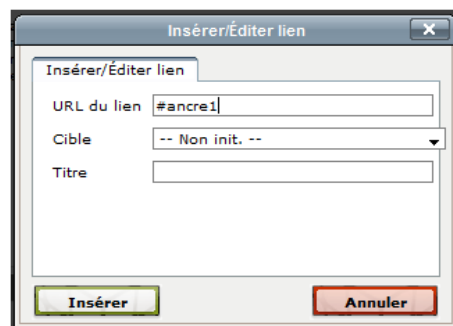 Insérer/Éditer lien
Insérer/Éditer lien
URL du lien #ancre1
Cible -- Non init. --
Titre
Insérer Annuler